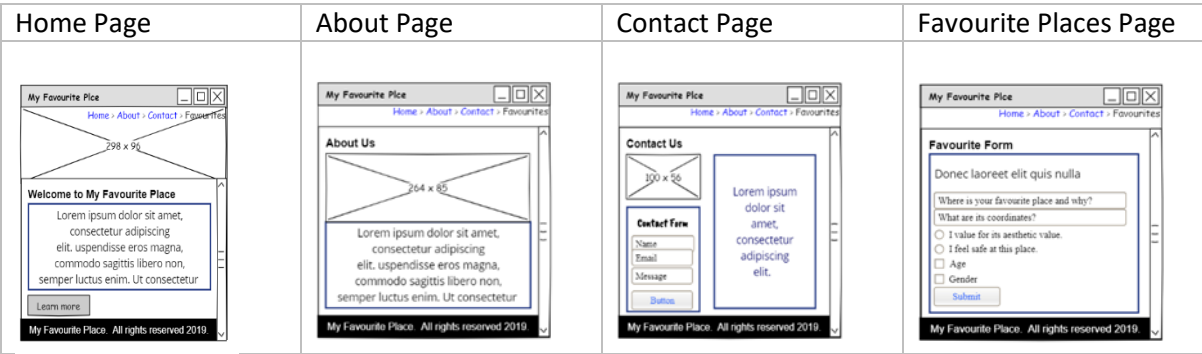 Home Page
About Page
Contact Page
Favourite Places Page
My Favourite Plce
Home > About > Contact > Favourites
298 x 96
Welcome to My Favourite Place
Lorem ipsum dolor sit amet,
consectetur adipiscing
elit. uspendisse eros magna,
commodo sagittis libero non,
semper luctus enim. Ut consectetur
Learn more
My Favourite Place. All rights reserved 2019.
My Favourite Plce
Home > About > Contact > Favourites
About Us
264 x 85
Lorem ipsum dolor sit amet,
consectetur adipiscing
elit. uspendisse eros magna,
commodo sagittis libero non,
semper luctus enim. Ut consectetur
My Favourite Place. All rights reserved 2019.
My Favourite Plce
Home > About > Contact > Favourites
Contact Us
100 x 56
Contact Form
Name
Email
Message
Button
Lorem ipsum
dolor sit
amet,
consectetur
adipiscing
elit.
My Favourite Place. All rights reserved 2019.
My Favourite Plce
Home > About > Contact > Favourites
Favourite Form
Donec laoreet elit quis nulla
Where is your favourite place and why?
What are its coordinates?
I value for its aesthetic value.
I feel safe at this place.
Age
Gender
Submit
My Favourite Place. All rights reserved 2019.